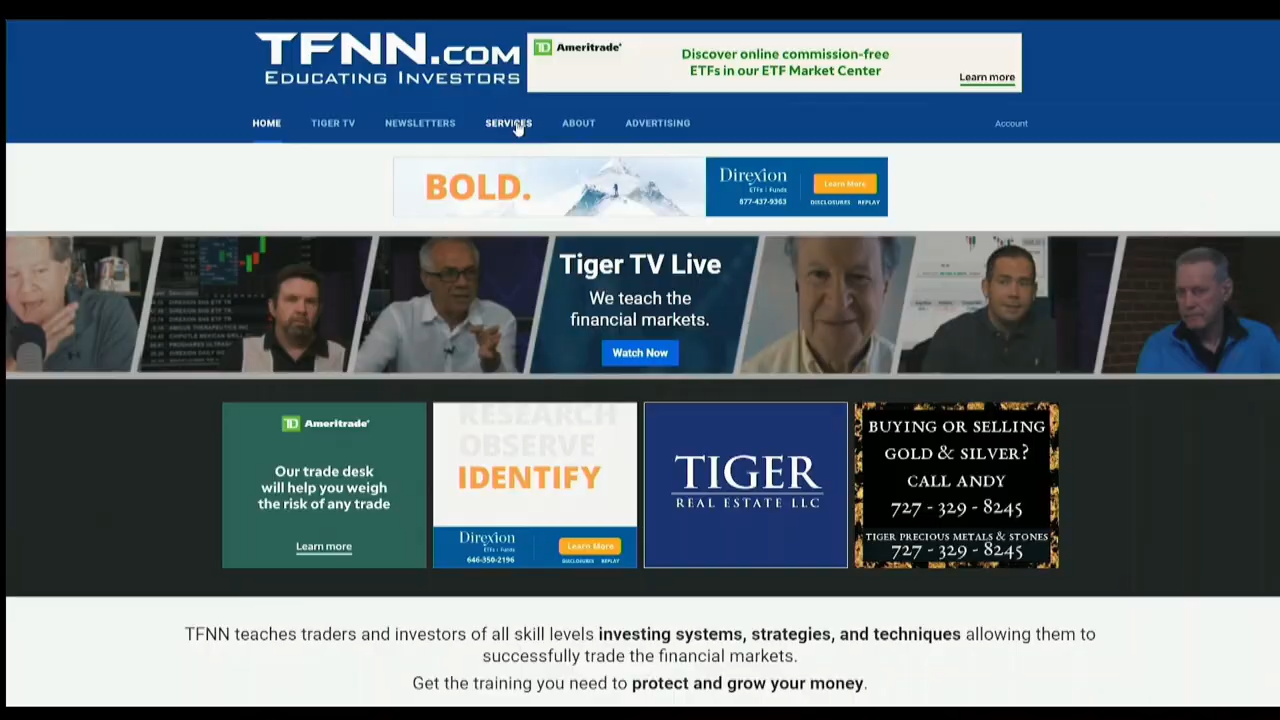 TFNN.COM
EDUCATING INVESTORS
TD Ameritrade
Discover online commission-free
ETFs in our ETF Market Center
Learn more
HOME TIGER TV NEWSLETTERS SERVICES ABOUT ADVERTISING Account
BOLD.
Direxion
ETFs | Funds
877-437-9363
Learn More
DISCLOSURES REPLAY
Tiger TV Live
We teach the
financial markets.
Watch Now
TD Ameritrade
Our trade desk
will help you weigh
the risk of any trade
Learn more
RESEARCH
OBSERVE
IDENTIFY
Direxion
ETFs | Funds
646-350-2196
Learn More
DISCLOSURES REPLAY
TIGER
REAL ESTATE LLC
BUYING OR SELLING
GOLD & SILVER?
CALL ANDY
727 - 329 - 8245
TIGER PRECIOUS METALS & STONES
727 - 329 - 8245
TFNN teaches traders and investors of all skill levels investing systems, strategies, and techniques allowing them to
successfully trade the financial markets.
Get the training you need to protect and grow your money.